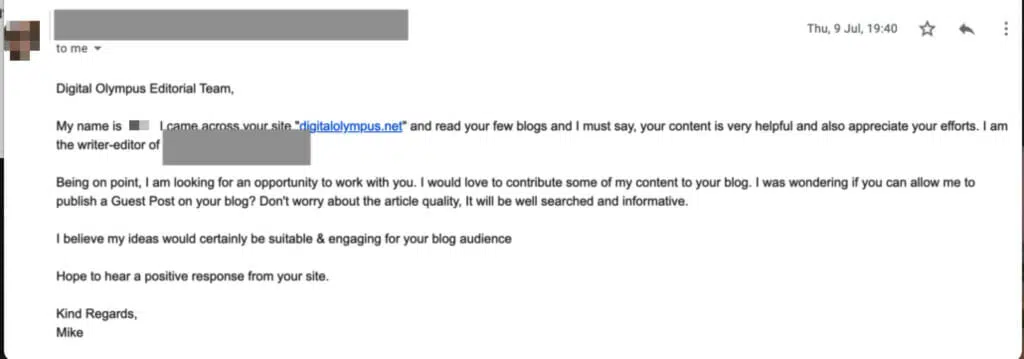 Thu, 9 Jul, 19:40
to me
Digital Olympus Editorial Team,
My name is I came across your site "digitalolympus.net" and read your few blogs and I must say, your content is very helpful and also appreciate your efforts. I am
the writer-editor of
Being on point, I am looking for an opportunity to work with you. I would love to contribute some of my content to your blog. I was wondering if you can allow me to
publish a Guest Post on your blog? Don't worry about the article quality, It will be well searched and informative.
I believe my ideas would certainly be suitable & engaging for your blog audience
Hope to hear a positive response from your site.
Kind Regards,
Mike